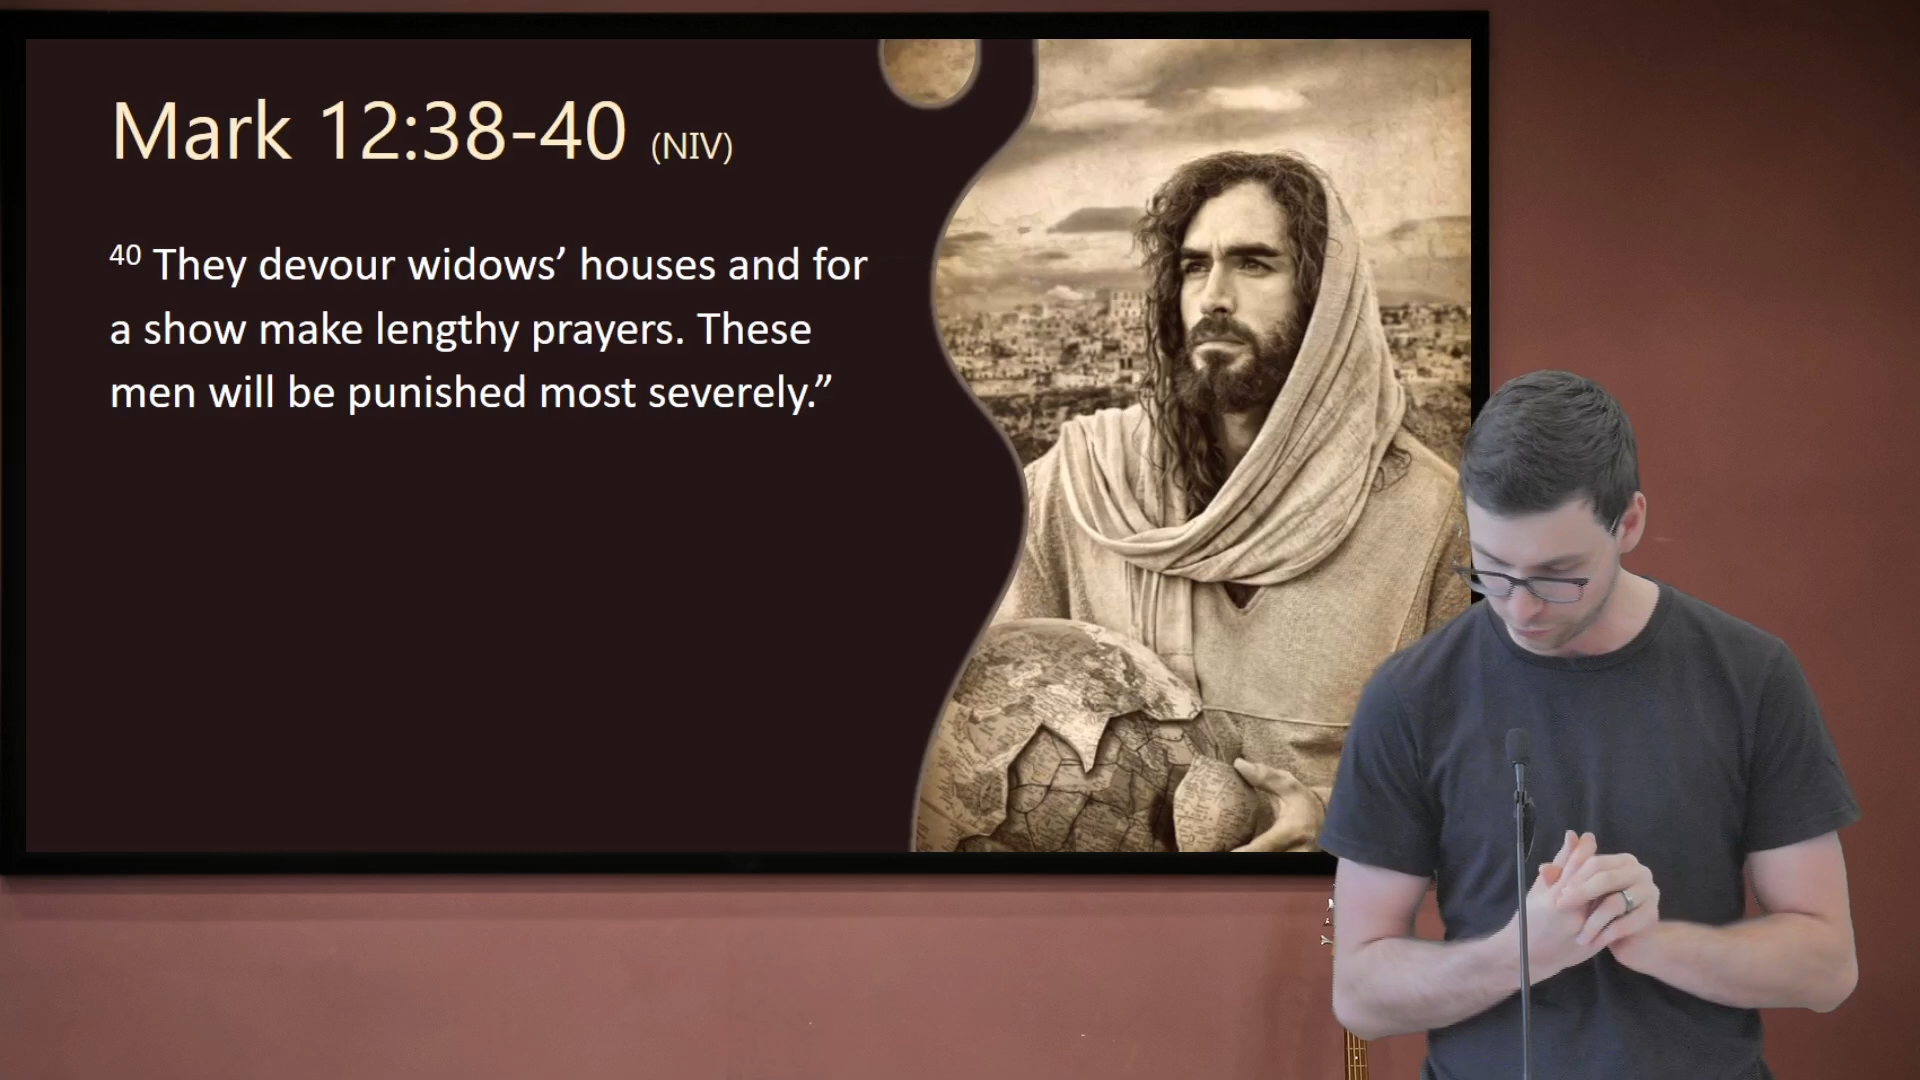 Mark 12:38-40 (NIV)
40 They devour widows’ houses and for
a show make lengthy prayers. These
men will be punished most severely.”